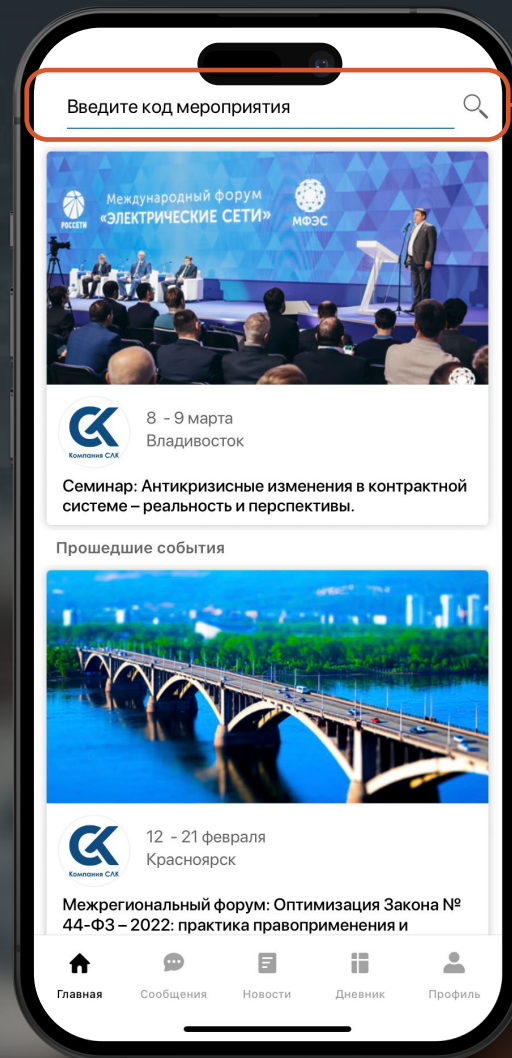 Введите код мероприятия
Международный форум
«ЭЛЕКТРИЧЕСКИЕ СЕТИ»
РОССЕТИ
МФЭС
СК
Компания СЛК
8 - 9 марта
Владивосток
Семинар: Антикризисные изменения в контрактной
системе – реальность и перспективы.
Прошедшие события
СК
Компания СЛК
12 - 21 февраля
Красноярск
Межрегиональный форум: Оптимизация Закона №
44-ФЗ – 2022: практика правоприменения и
Главная
Сообщения
Новости
Дневник
Профиль